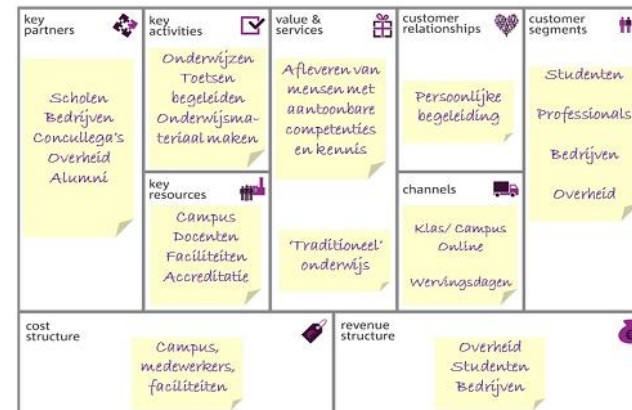 key
partners
Scholen
Bedrijven
Concullega's
Overheid
Alumni
key
activities
Onderwijzen
Toetsen
begeleiden
Onderwijsma-
teriaal maken
key
resources
Campus
Docenten
Faciliteiten
Accreditatie
value &
services
Afleveren van
mensen met
aantoonbare
competenties
en kennis
'Traditioneel'
onderwijs
customer
relationships
Persoonlijke
begeleiding
channels
Klas/ Campus
Online
Wervingsdagen
customer
segments
Studenten
Professionals
Bedrijven
Overheid
cost
structure
Campus,
medewerkers,
faciliteiten
revenue
structure
Overheid
Studenten
Bedrijven
€